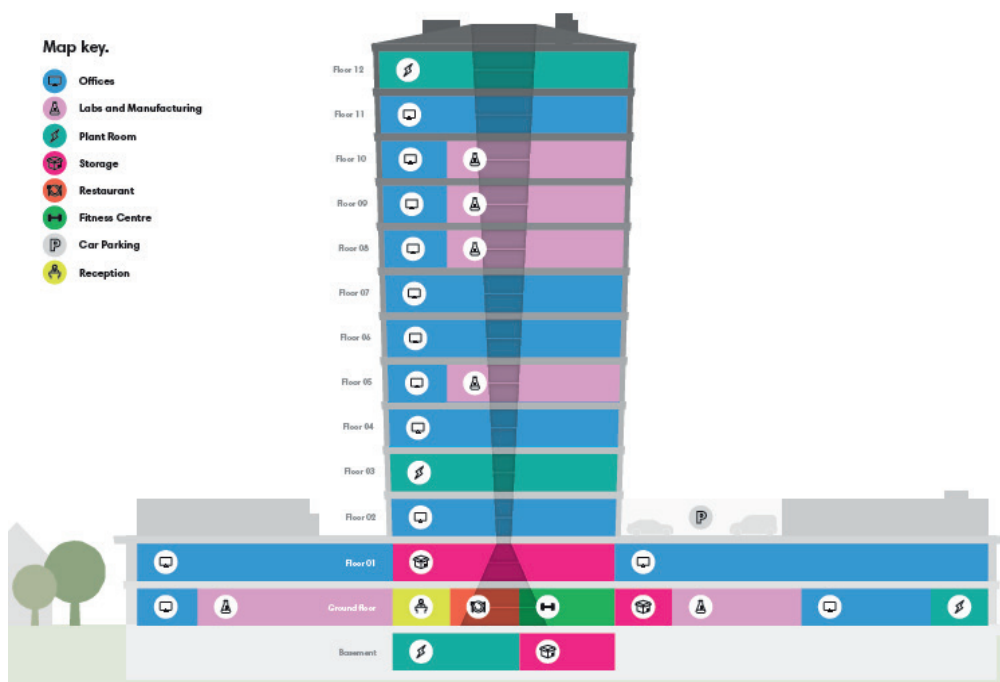 Map key.
Offices
Labs and Manufacturing
Plant Room
Storage
Restaurant
Fitness Centre
P Car Parking
Reception
Floor 12
Floor 11
Floor 10
Floor 09
Floor 08
Floor 07
Floor 06
Floor 05
Floor 04
Floor 03
Floor 02
P
Floor 01
Ground floor
Basement